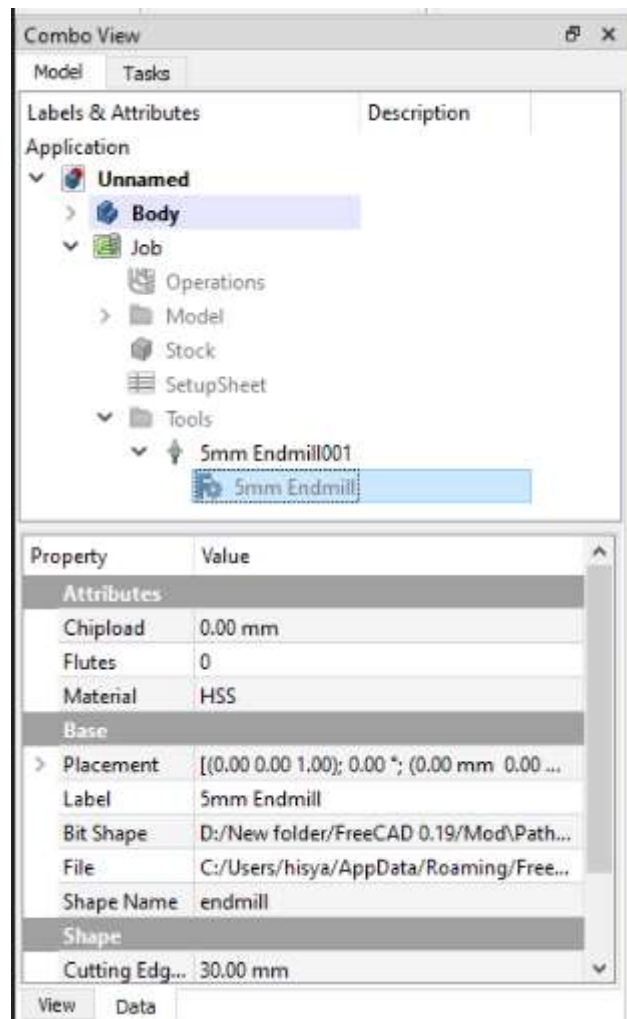 Combo View
Model Tasks
Labels & Attributes Description
Application
Unnamed
Body
Job
Operations
Model
Stock
SetupSheet
Tools
5mm Endmill001
5mm Endmill
Property Value
Attributes
Chipload 0.00 mm
Flutes 0
Material HSS
Base
Placement [(0.00 0.00 1.00); 0.00 °; (0.00 mm 0.00 ...
Label 5mm Endmill
Bit Shape D:/New folder/FreeCAD 0.19/Mod\Path...
File C:/Users/hisya/AppData/Roaming/Free...
Shape Name endmill
Shape
Cutting Edg... 30.00 mm
View Data